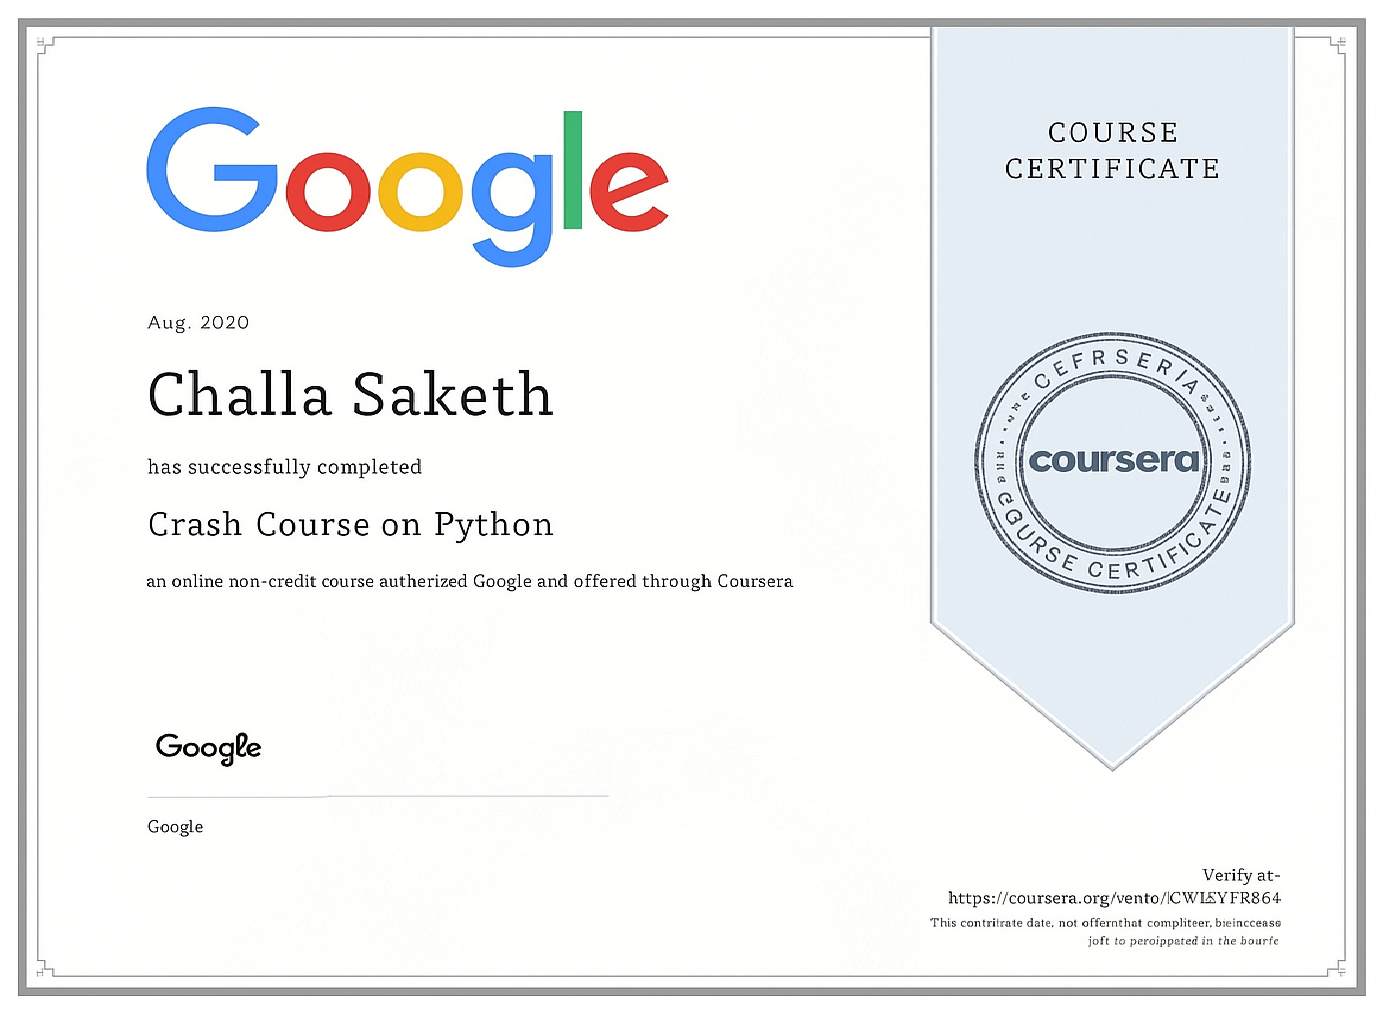 Google
COURSE
CERTIFICATE
Aug. 2020
Challa Saketh
has successfully completed
Crash Course on Python
an online non-credit course autherized Google and offered through Coursera
CEFRSERIA
coursera
COURSE CERTIFICATE
Google
Google
Verify at-
https://coursera.org/vento/
This contritrate date, not offernthat compliteer, bieinccease
joft to peroippated in the bourfe